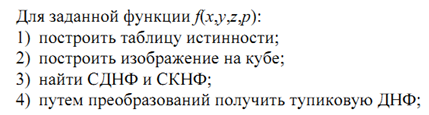 Для заданной функции f(x,y,z,p):
1) построить таблицу истинности;
2) построить изображение на кубе;
3) найти СДНФ и СКНФ;
4) путем преобразований получить тупиковую ДНФ;